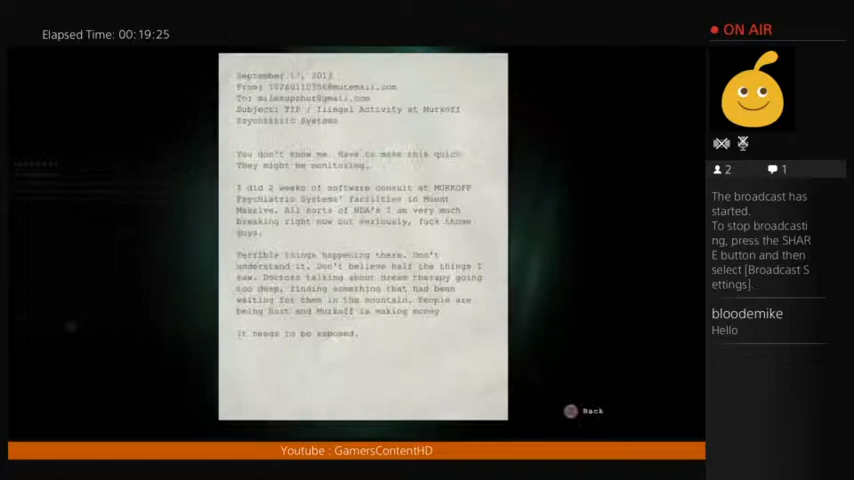 Elapsed Time: 00:19:25
ON AIR
September 17, 2013
From: 1026011035@mutemail.com
To: milesupshur@gmail.com
Subject: TIP / Illegal Activity at Murkoff
Psychiatric Systems
You don't know me. Have to make this quick
They might be monitoring.
I did 2 weeks of software consult at MURKOFF
Psychiatric Systems' facilities in Mount
Massive. All sorts of NDA's I am very much
breaking right now but seriously, fuck those
guys.
Terrible things happening there. Don't
understand it. Don't believe half the things I
saw. Doctors talking about dream therapy going
too deep, finding something that had been
waiting for them in the mountain. People are
being hurt and Murkoff is making money
It needs to be exposed.
Back
Youtube : GamersContentHD
2
1
The broadcast has
started.
To stop broadcasti
ng, press the SHAR
E button and then
select [Broadcast S
ettings].
bloodemike
Hello